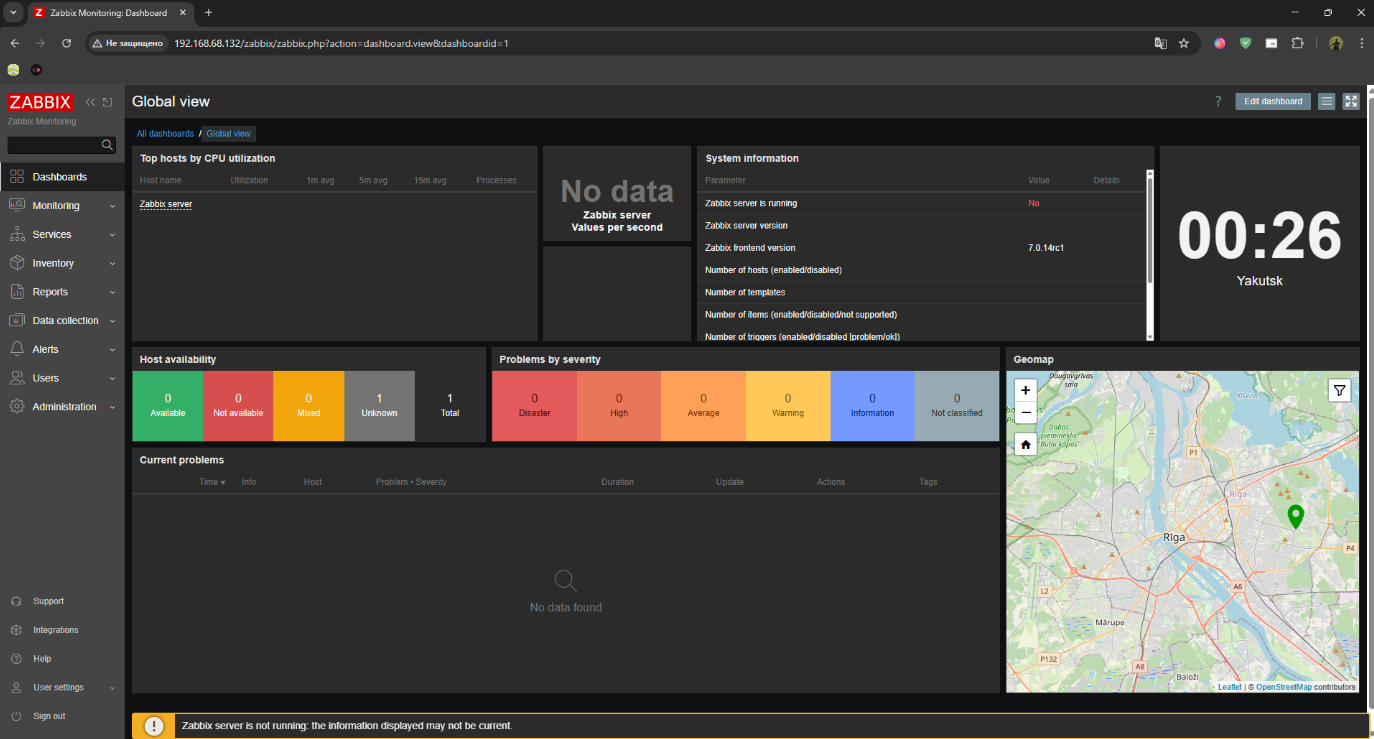 Zabbix Monitoring: Dashboard
Не защищено 192.168.68.132/zabbix/zabbix.php?action=dashboard.view&dashboardid=1
ZABBIX
Zabbix Monitoring
Dashboards
Monitoring
Services
Inventory
Reports
Data collection
Alerts
Users
Administration
Support
Integrations
Help
User settings
Sign out
Global view
? Edit dashboard
All dashboards / Global view
Top hosts by CPU utilization
Host name Utilization 1m avg 5m avg 15m avg Processes
Zabbix server
No data
Zabbix server
Values per second
System information
Parameter Value Details
Zabbix server is running No
Zabbix server version
Zabbix frontend version 7.0.14rc1
Number of hosts (enabled/disabled)
Number of templates
Number of items (enabled/disabled/not supported)
Number of triggers (enabled/disabled [problem/ok])
00:26
Yakutsk
Host availability
0 Available
0 Not available
0 Mixed
1 Unknown
1 Total
Problems by severity
0 Disaster
0 High
0 Average
0 Warning
0 Information
0 Not classified
Current problems
Time Info Host Problem • Severity Duration Update Actions Tags
No data found
Geomap
+
−
Daugavgrīvas
sala
Dabas
piemineklis
"Buļļu kāpas"
Ķīšezers
P1
Rīga
Rīga
P4
L2
A6
Mārupe
P132
A8
Baloži
Leaflet | © OpenStreetMap contributors
Zabbix server is not running: the information displayed may not be current.